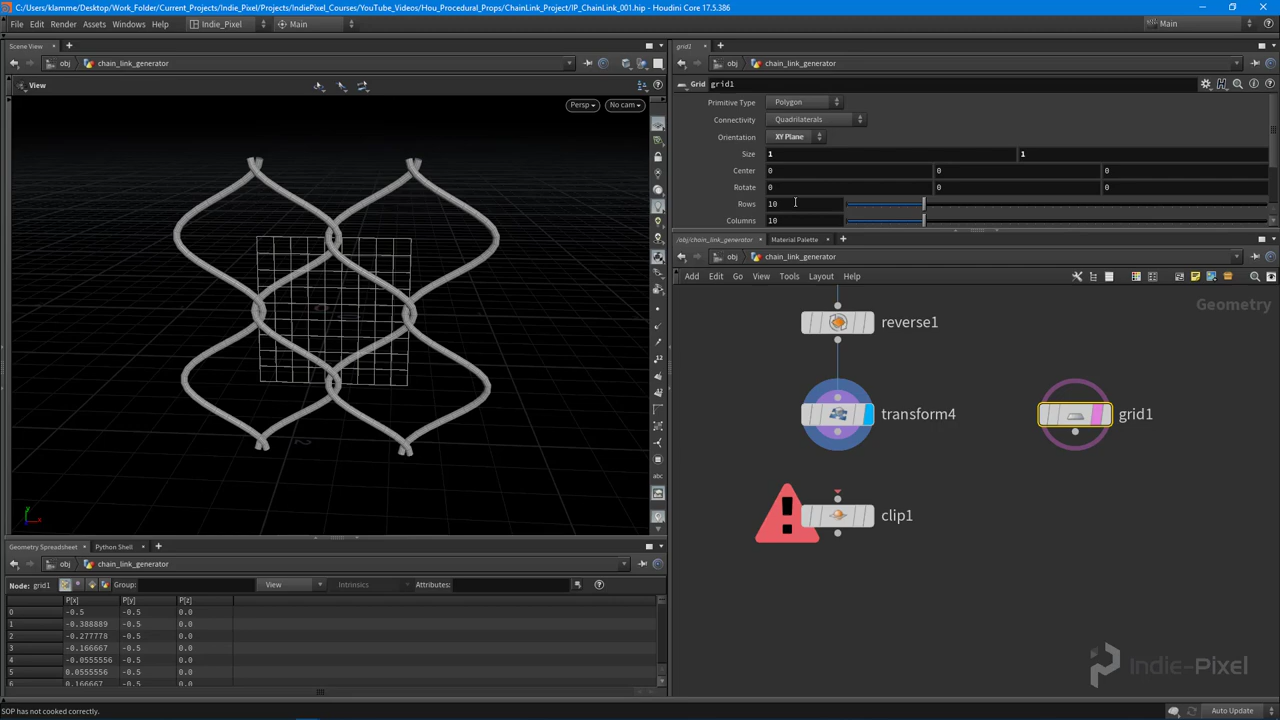 C:/Users/klamme/Desktop/Work_Folder/Current_Projects/Indie_Pixel/Projects/IndiePixel_Courses/YouTube_Videos/Hou_Procedural_Props/ChainLink_Project/IP_ChainLink_001.hip - Houdini Core 17.5.386
File Edit Render Assets Windows Help Indie_Pixel Main Main
Scene View
grid1
obj chain_link_generator
obj chain_link_generator
View
Grid grid1
Persp No cam
Primitive Type Polygon
Connectivity Quadrilaterals
Orientation XY Plane
Size 1 1
Center 0 0 0
Rotate 0 0 0
Rows 10
Columns 10
/obj/chain_link_generator Material Palette
obj chain_link_generator
Add Edit Go View Tools Layout Help
Geometry
reverse1
transform4
grid1
clip1
Indie-Pixel
Geometry Spreadsheet Python Shell
obj chain_link_generator
Node: grid1 Group: View Intrinsics Attributes:
P[x] P[y] P[z]
0 -0.5 -0.5 0.0
1 -0.388889 -0.5 0.0
2 -0.277778 -0.5 0.0
3 -0.166667 -0.5 0.0
4 -0.0555556 -0.5 0.0
5 0.0555556 -0.5 0.0
6 0.166667 -0.5 0.0
SOP has not cooked correctly.
Auto Update